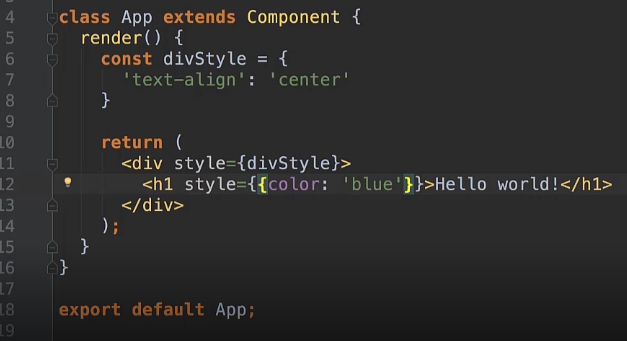 4 class App extends Component {
5 render() {
6 const divStyle = {
7 'text-align': 'center'
8 }
9
10 return (
11 <div style={divStyle}>
12 <h1 style={{color: 'blue'}}>Hello world!</h1>
13 </div>
14 );
15 }
16 }
17
18 export default App;
19